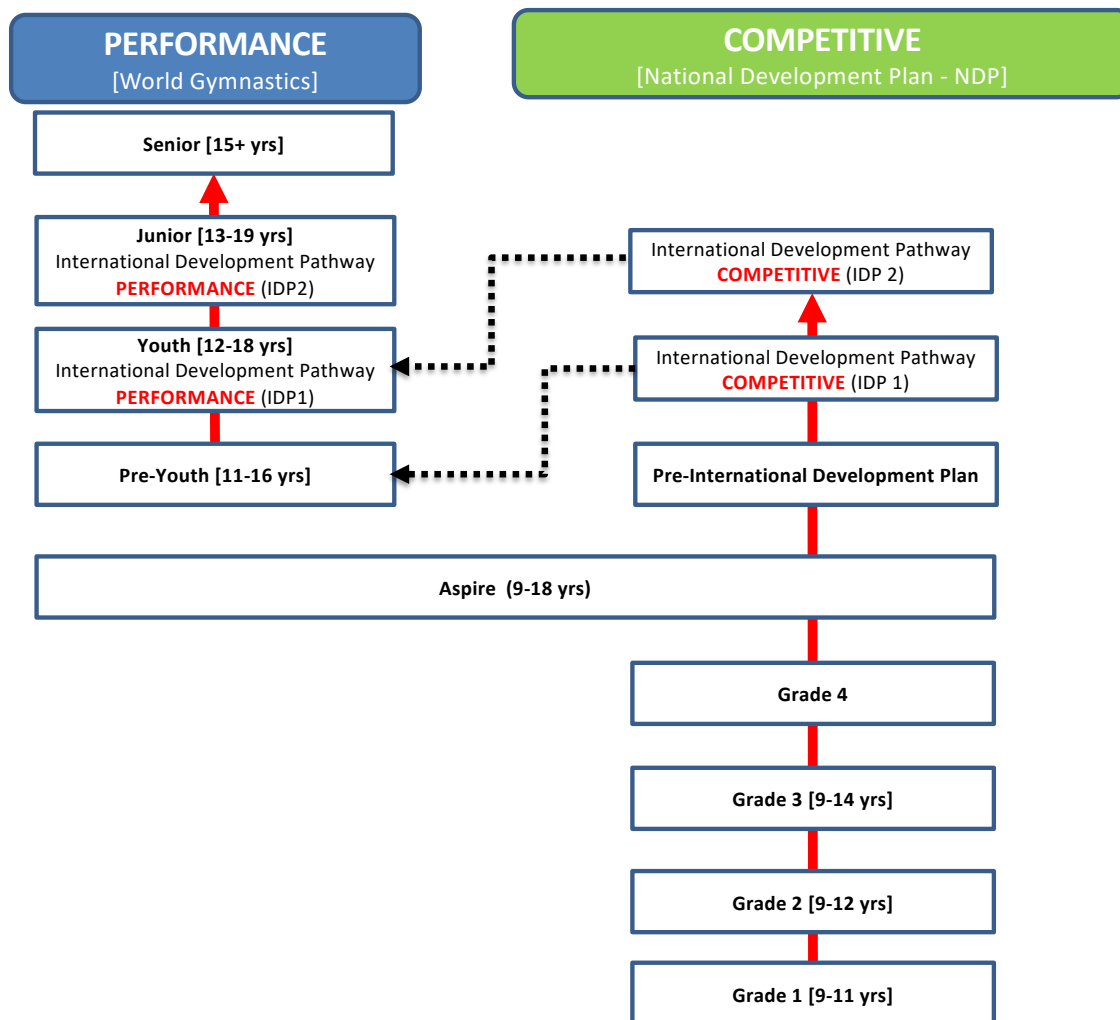 PERFORMANCE
[World Gymnastics]
COMPETITIVE
[National Development Plan - NDP]
Senior [15+ yrs]
Junior [13-19 yrs]
International Development Pathway
PERFORMANCE (IDP2)
International Development Pathway
COMPETITIVE (IDP 2)
Youth [12-18 yrs]
International Development Pathway
PERFORMANCE (IDP1)
International Development Pathway
COMPETITIVE (IDP 1)
Pre-Youth [11-16 yrs]
Pre-International Development Plan
Aspire (9-18 yrs)
Grade 4
Grade 3 [9-14 yrs]
Grade 2 [9-12 yrs]
Grade 1 [9-11 yrs]